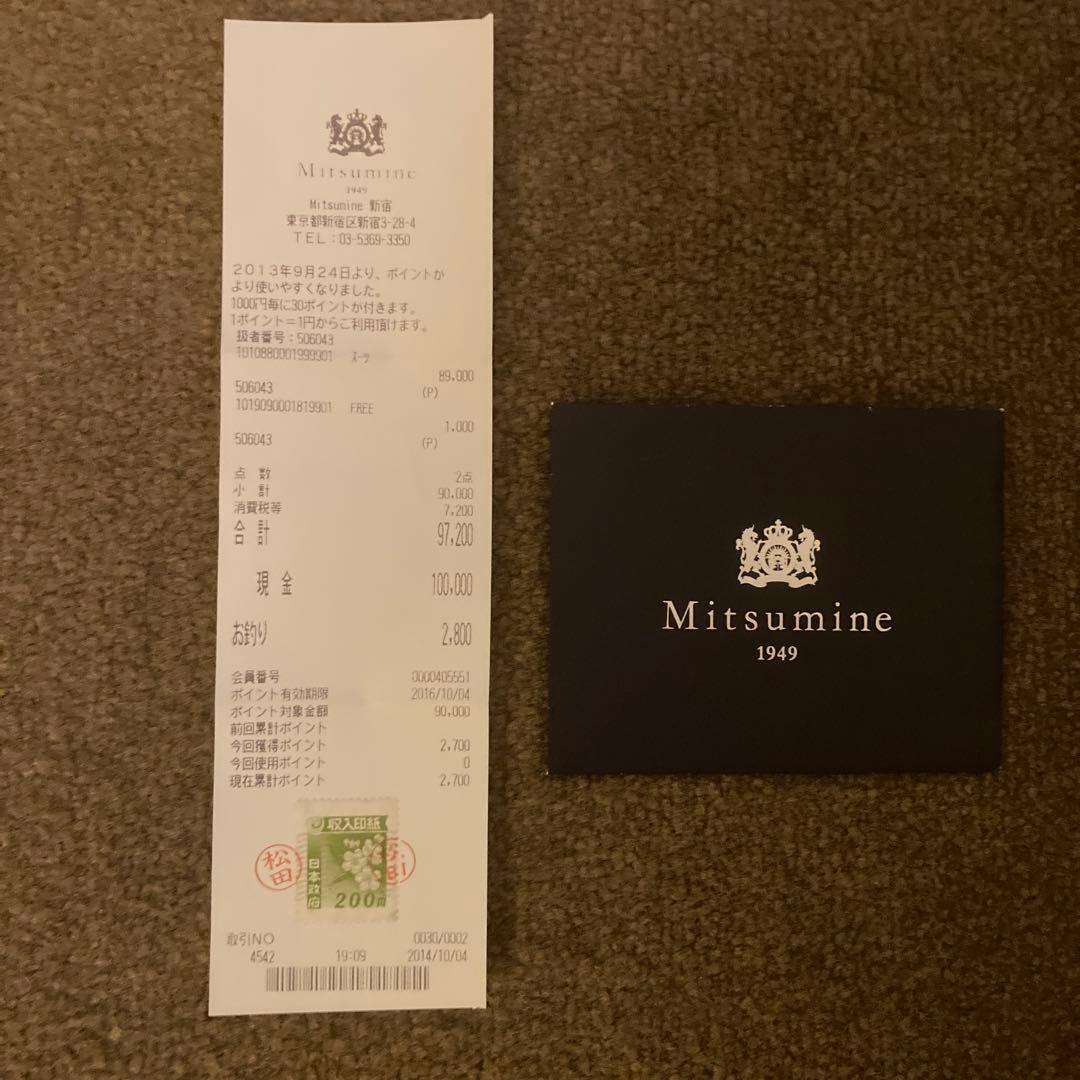 Mitsumine
1949
Mitsumine 新宿
東京都新宿区新宿3-28-4
TEL:03-5369-3350
2013年9月24日より、ポイントが
より使いやすくなりました。
1000円毎に30ポイントが付きます。
1ポイント=1円からご利用頂けます。
扱者番号:506043
1010880001999901 スーツ
89,000
506043 (P)
1019090001819901 FREE
1,000
506043 (P)
点 数 2点
小 計 90,000
消費税等 7,200
合 計 97,200
現 金 100,000
お釣り 2,800
会員番号 0000405551
ポイント有効期限 2016/10/04
ポイント対象金額 90,000
前回累計ポイント
今回獲得ポイント 2,700
今回使用ポイント 0
現在累計ポイント 2,700
収入印紙
日本政府
200円
松田
取引NO 0030/0002
4542 19:09 2014/10/04
Mitsumine
1949